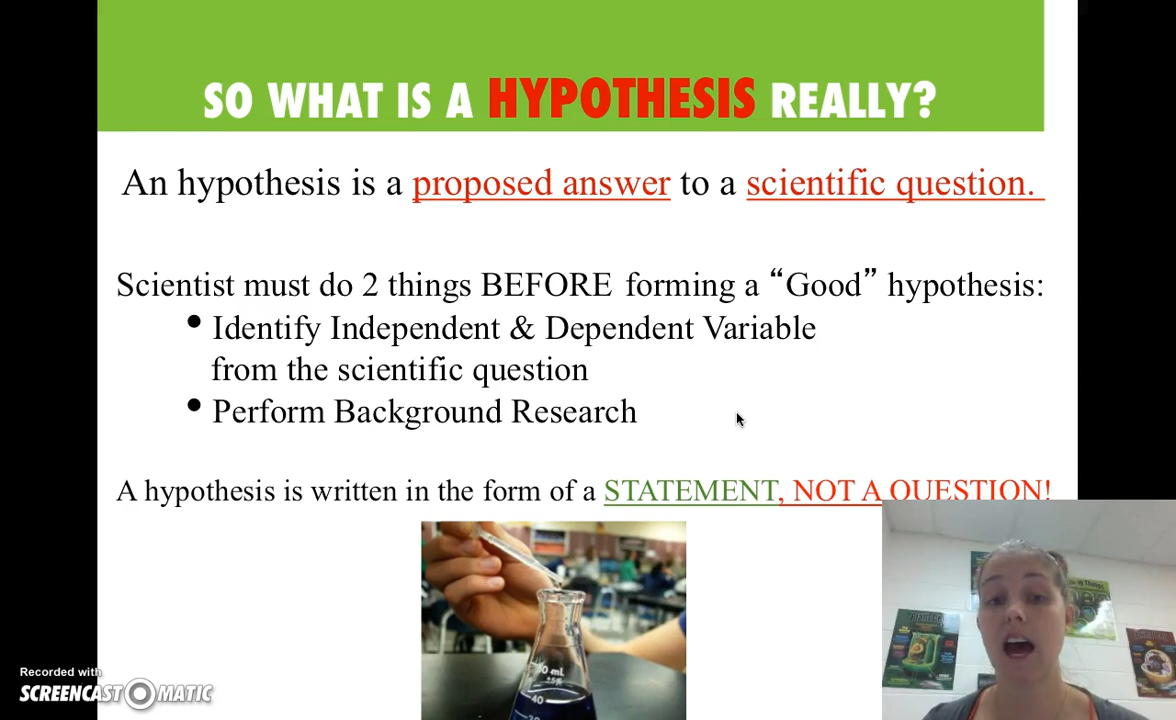 SO WHAT IS A HYPOTHESIS REALLY?
An hypothesis is a proposed answer to a scientific question.
Scientist must do 2 things BEFORE forming a “Good” hypothesis:
• Identify Independent & Dependent Variable
from the scientific question
• Perform Background Research
A hypothesis is written in the form of a STATEMENT, NOT A QUESTION!
40
Recorded with
SCREENCAST-O-MATIC